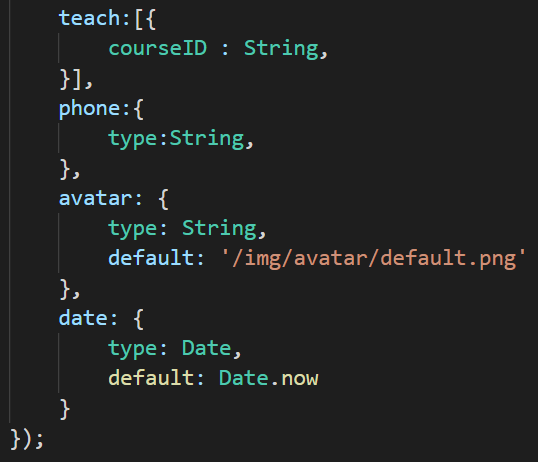 teach:[{
courseID : String,
}],
phone:{
type:String,
},
avatar: {
type: String,
default: '/img/avatar/default.png'
},
date: {
type: Date,
default: Date.now
}
});